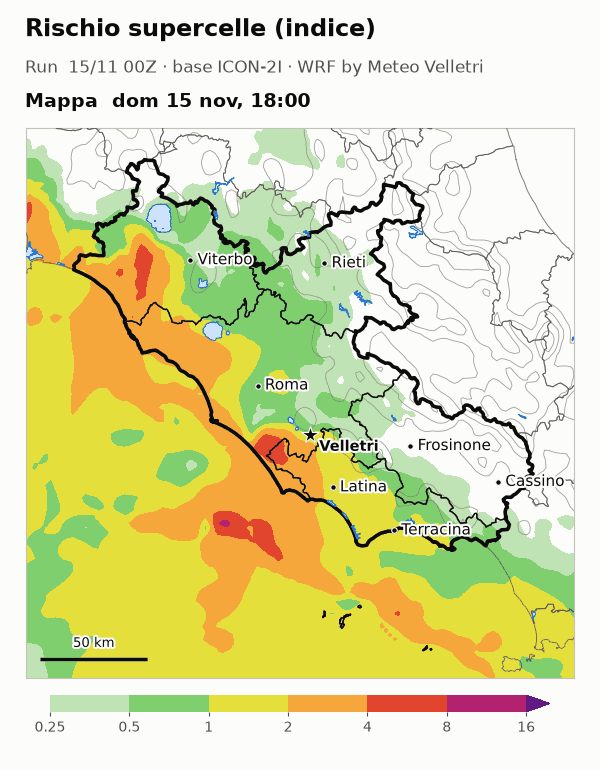 Rischio supercelle (indice)
Run  15/11 00Z · base ICON-2I · WRF by Meteo Velletri
Mappa  dom 15 nov, 18:00
Viterbo
Rieti
Roma
Velletri
Frosinone
Cassino
Latina
Terracina
50 km
0.25 0.5 1 2 4 8 16